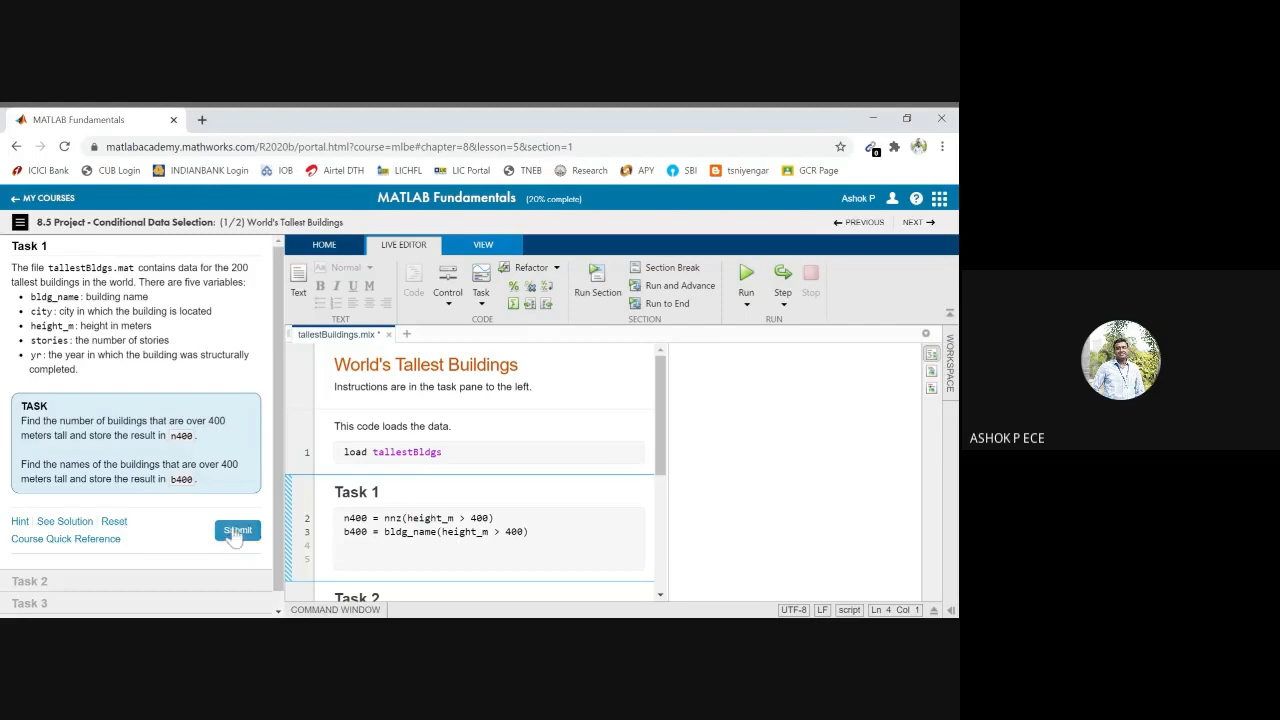 MATLAB Fundamentals
matlabacademy.mathworks.com/R2020b/portal.html?course=mlbe#chapter=8&lesson=5&section=1
0
ICICI Bank CUB Login INDIANBANK Login IOB Airtel DTH LICHFL LIC Portal TNEB Research APY SBI tsniyengar GCR Page
MY COURSES MATLAB Fundamentals (20% complete) Ashok P
8.5 Project - Conditional Data Selection: (1/2) World's Tallest Buildings PREVIOUS NEXT
Task 1
The file tallestBldgs.mat contains data for the 200
tallest buildings in the world. There are five variables:
• bldg_name: building name
• city: city in which the building is located
• height_m: height in meters
• stories: the number of stories
• yr: the year in which the building was structurally
completed.
TASK
Find the number of buildings that are over 400
meters tall and store the result in n400.
Find the names of the buildings that are over 400
meters tall and store the result in b400.
Hint See Solution Reset
Submit
Course Quick Reference
Task 2
Task 3
HOME LIVE EDITOR VIEW
Text Normal Code Control Task Refactor Run Section Section Break Run and Advance Run to End Run Step Stop
B I U M
TEXT CODE SECTION RUN
tallestBuildings.mlx *
World's Tallest Buildings
Instructions are in the task pane to the left.
This code loads the data.
1 load tallestBldgs
Task 1
2 n400 = nnz(height_m > 400)
3 b400 = bldg_name(height_m > 400)
4
5
Task 2
WORKSPACE
COMMAND WINDOW UTF-8 LF script Ln 4 Col 1
ASHOK P ECE